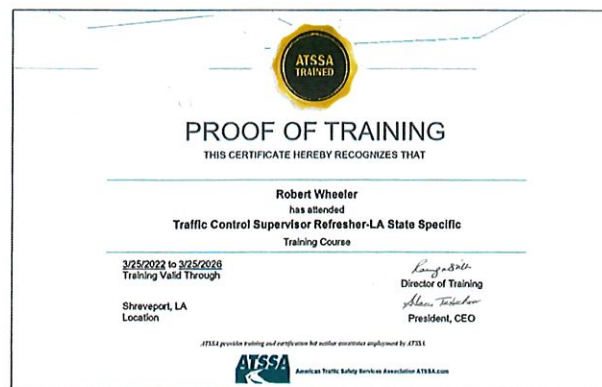 ATSSA
TRAINED
PROOF OF TRAINING
THIS CERTIFICATE HEREBY RECOGNIZES THAT
Robert Wheeler
has attended
Traffic Control Supervisor Refresher-LA State Specific
Training Course
3/25/2022 to 3/25/2026
Training Valid Through
Director of Training
Shreveport, LA
Location
President, CEO
ATSSA provides training and certification but neither constitutes employment by ATSSA
ATSSA
American Traffic Safety Services Association ATSSA.com